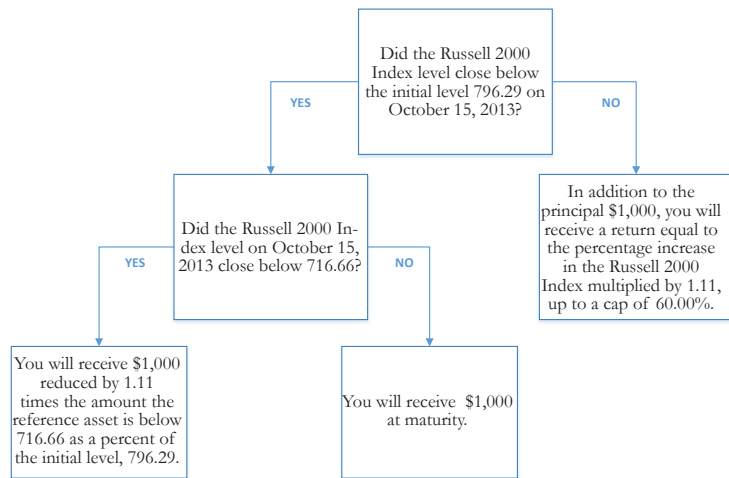 Did the Russell 2000
Index level close below
the initial level 796.29 on
October 15, 2013?
YES
NO
Did the Russell 2000 In-
dex level on October 15,
2013 close below 716.66?
In addition to the
principal $1,000, you will
receive a return equal to
the percentage increase
in the Russell 2000
Index multiplied by 1.11,
up to a cap of 60.00%.
YES
NO
You will receive $1,000
reduced by 1.11
times the amount the
reference asset is below
716.66 as a percent of
the initial level, 796.29.
You will receive $1,000
at maturity.